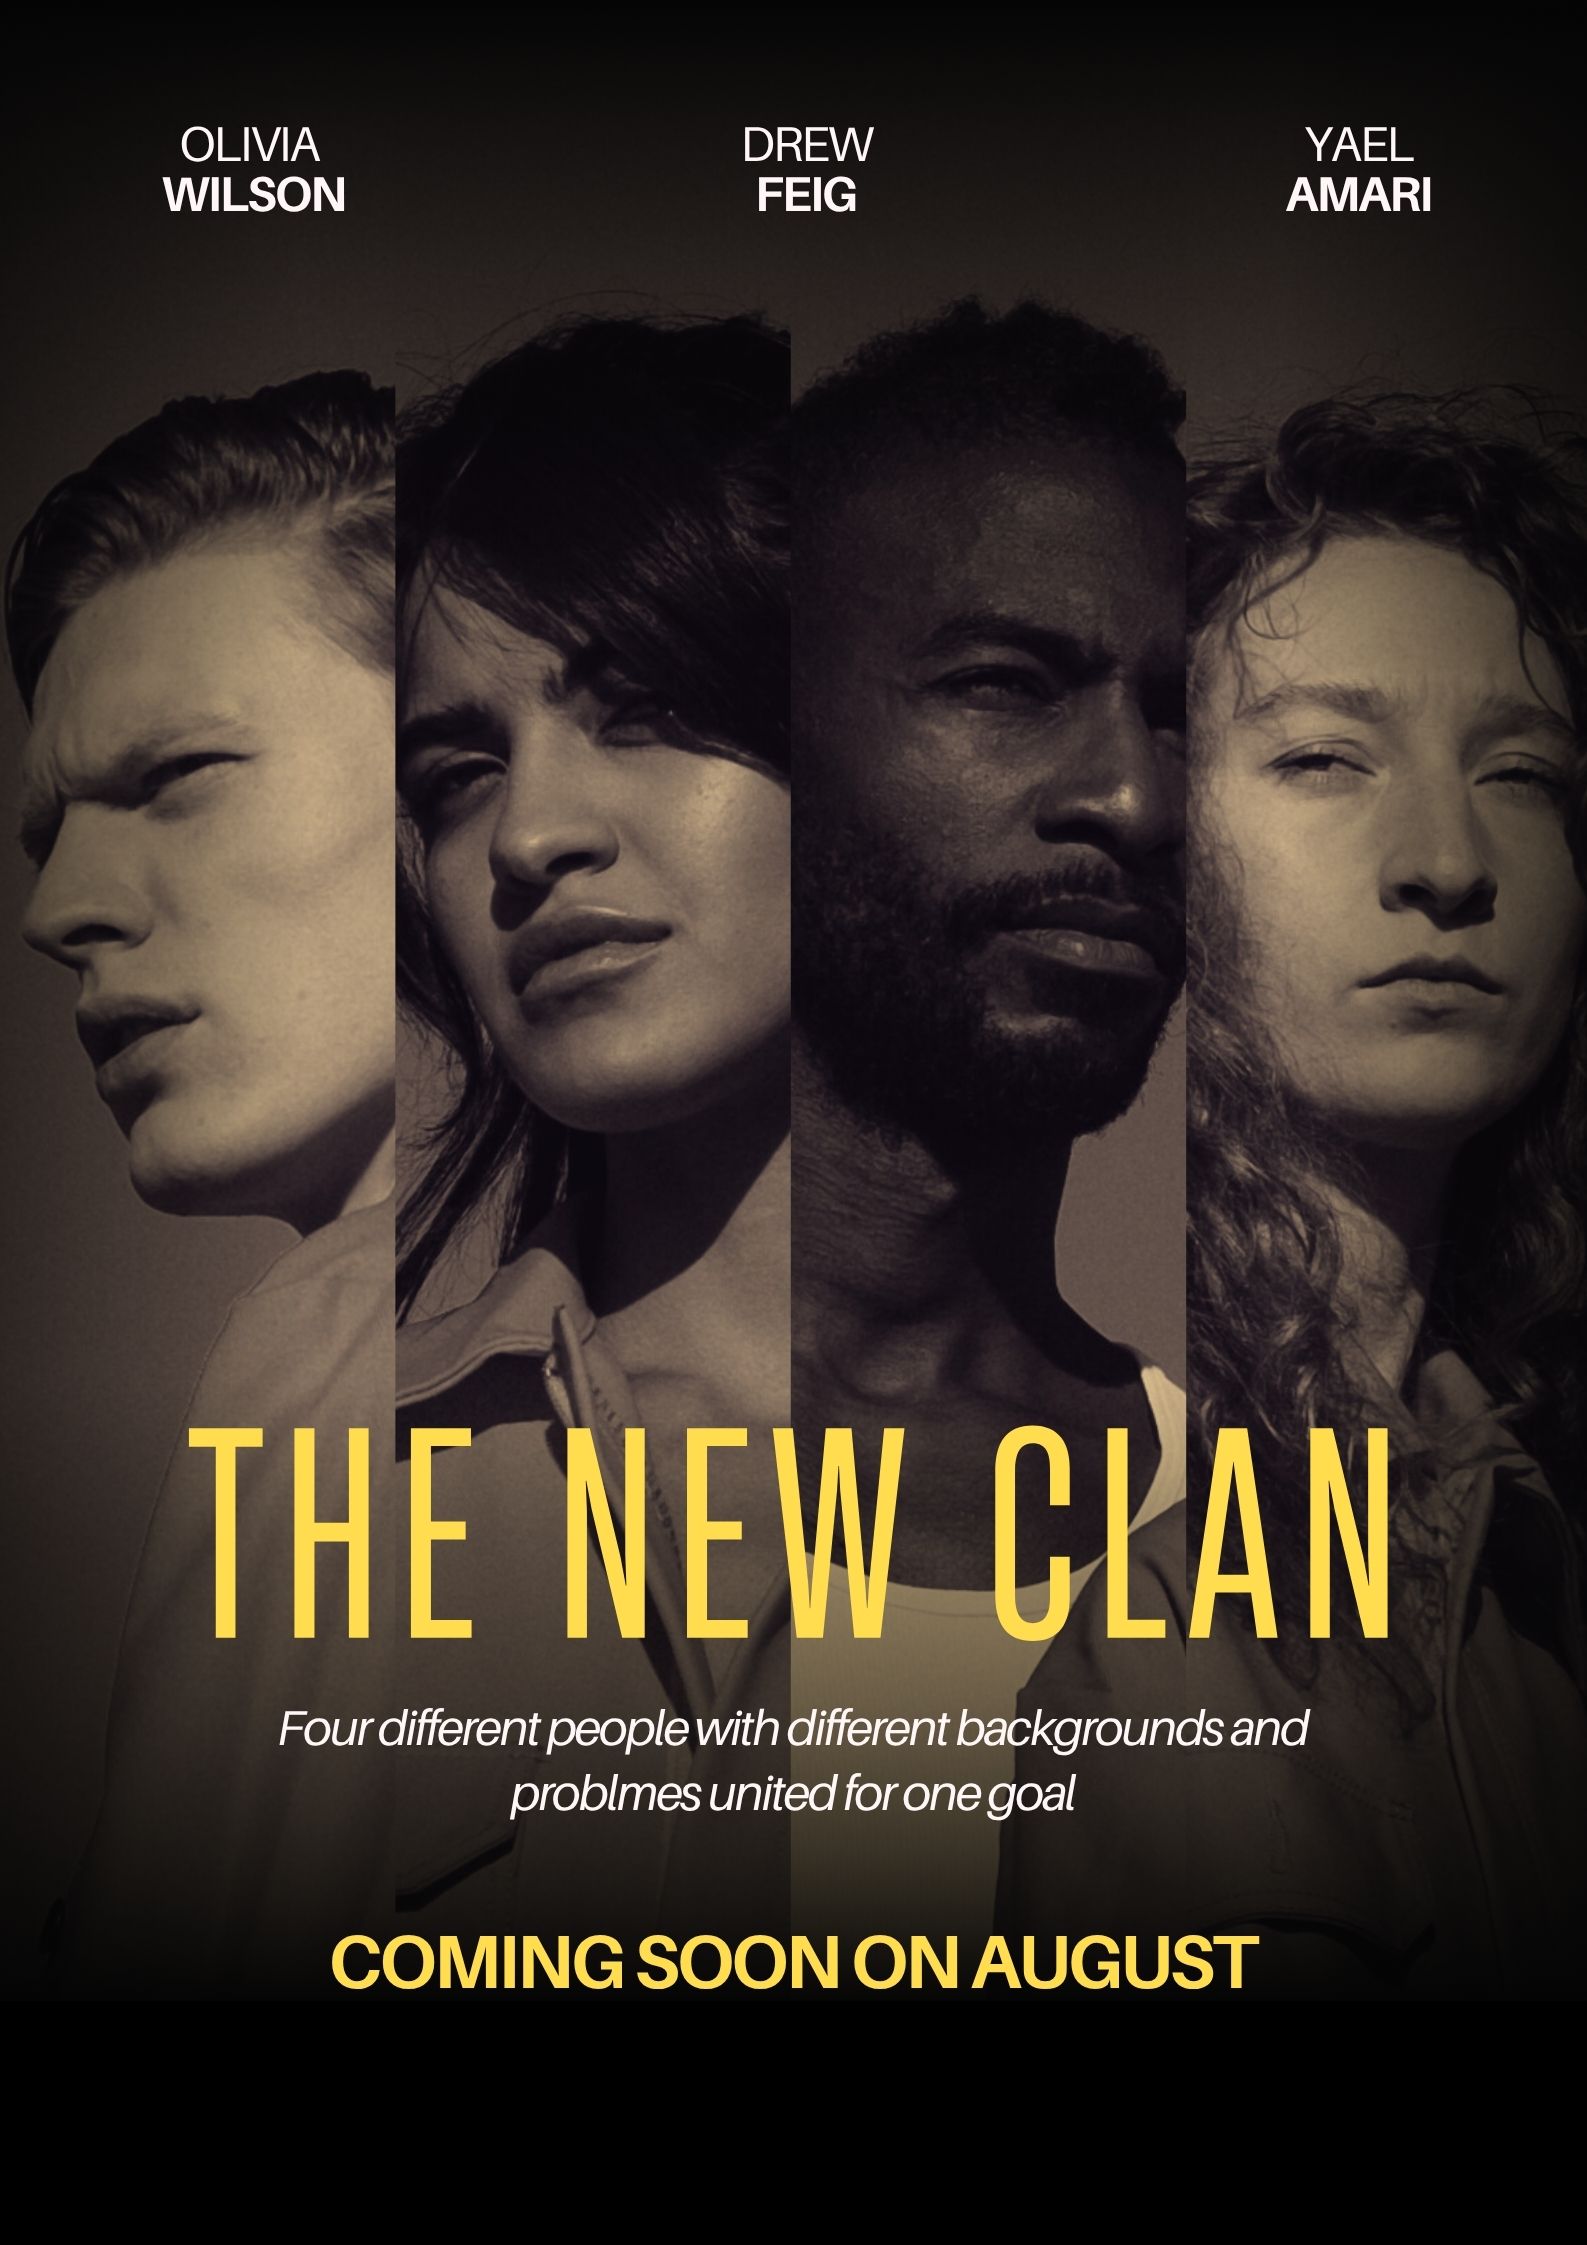 OLIVIA
WILSON
DREW
FEIG
YAEL
AMARI
THE NEW CLAN
Four different people with different backgrounds and
problmes united for one goal
COMING SOON ON AUGUST